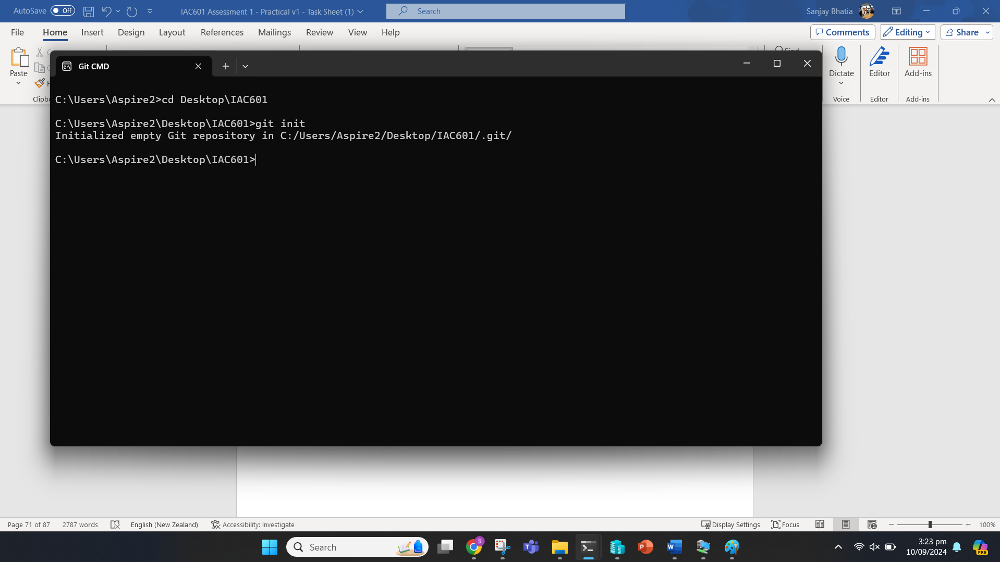 AutoSave Off IAC601 Assessment 1 - Practical v1 - Task Sheet (1) Search Sanjay Bhatia
File Home Insert Design Layout References Mailings Review View Help Comments Editing Share
Paste Dictate Editor Add-ins
Voice Editor Add-ins
Git CMD
C:\Users\Aspire2>cd Desktop\IAC601
C:\Users\Aspire2\Desktop\IAC601>git init
Initialized empty Git repository in C:/Users/Aspire2/Desktop/IAC601/.git/
C:\Users\Aspire2\Desktop\IAC601>
Page 71 of 87 2787 words English (New Zealand) Accessibility: Investigate Display Settings Focus 100%
Search
3:23 pm
10/09/2024